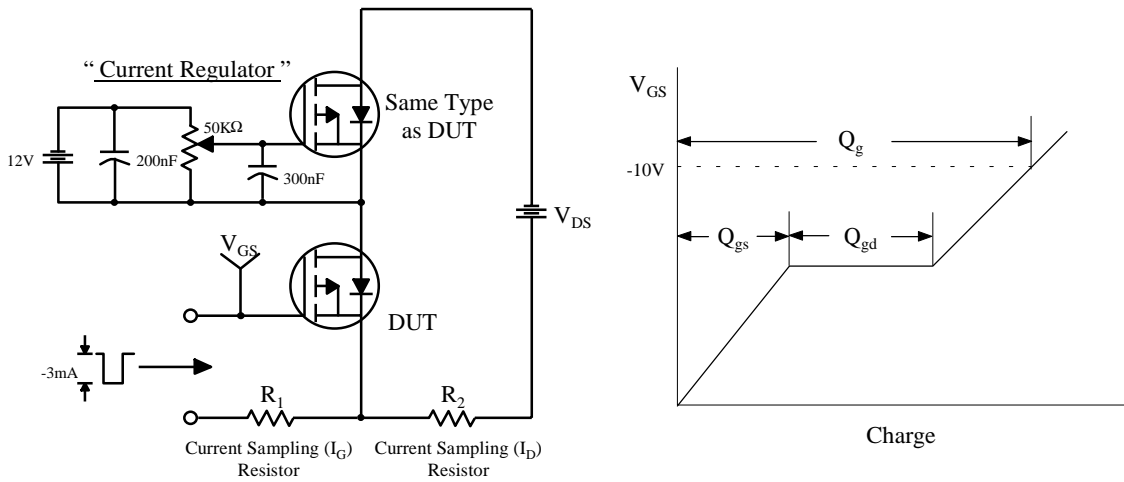 “ Current Regulator ”
12V
200nF
50KΩ
300nF
Same Type
as DUT
V_DS
V_GS
DUT
-3mA
R_1
R_2
Current Sampling (I_G)
Resistor
Current Sampling (I_D)
Resistor
V_GS
Q_g
-10V
Q_gs
Q_gd
Charge